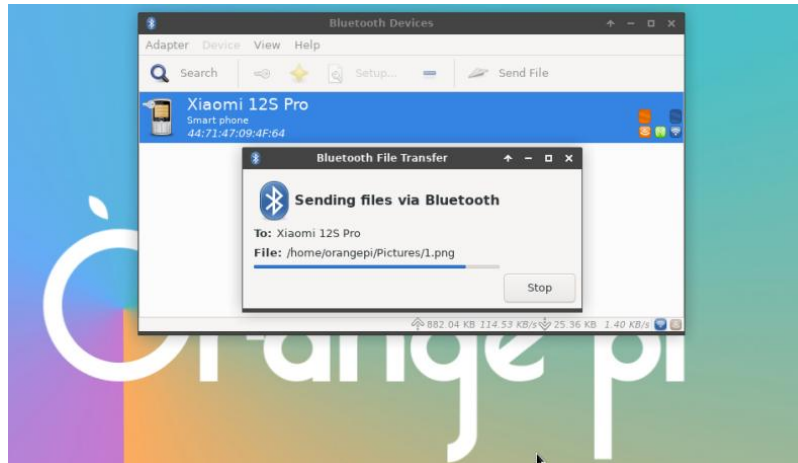 Bluetooth Devices
Adapter Device View Help
Search Setup... Send File
Xiaomi 12S Pro
Smart phone
44:71:47:09:4F:64
Bluetooth File Transfer
Sending files via Bluetooth
To: Xiaomi 12S Pro
File: /home/orangepi/Pictures/1.png
Stop
882.04 KB 114.53 KB/s 25.36 KB 1.40 KB/s
Orange pi